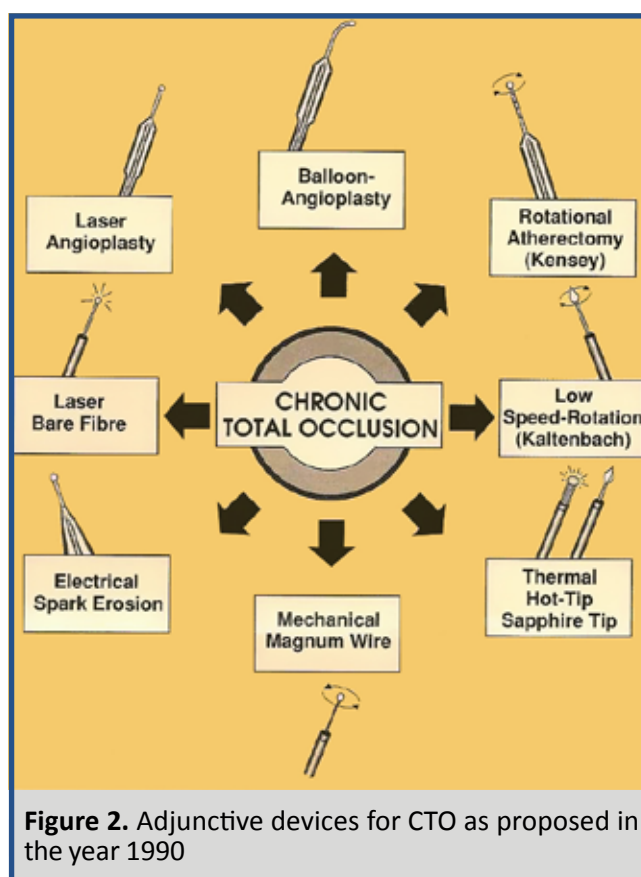 Balloon-
Angioplasty
Laser
Angioplasty
Rotational
Atherectomy
(Kensey)
Laser
Bare Fibre
CHRONIC
TOTAL OCCLUSION
Low
Speed-Rotation
(Kaltenbach)
Electrical
Spark Erosion
Mechanical
Magnum Wire
Thermal
Hot-Tip
Sapphire Tip
Figure 2. Adjunctive devices for CTO as proposed in
the year 1990